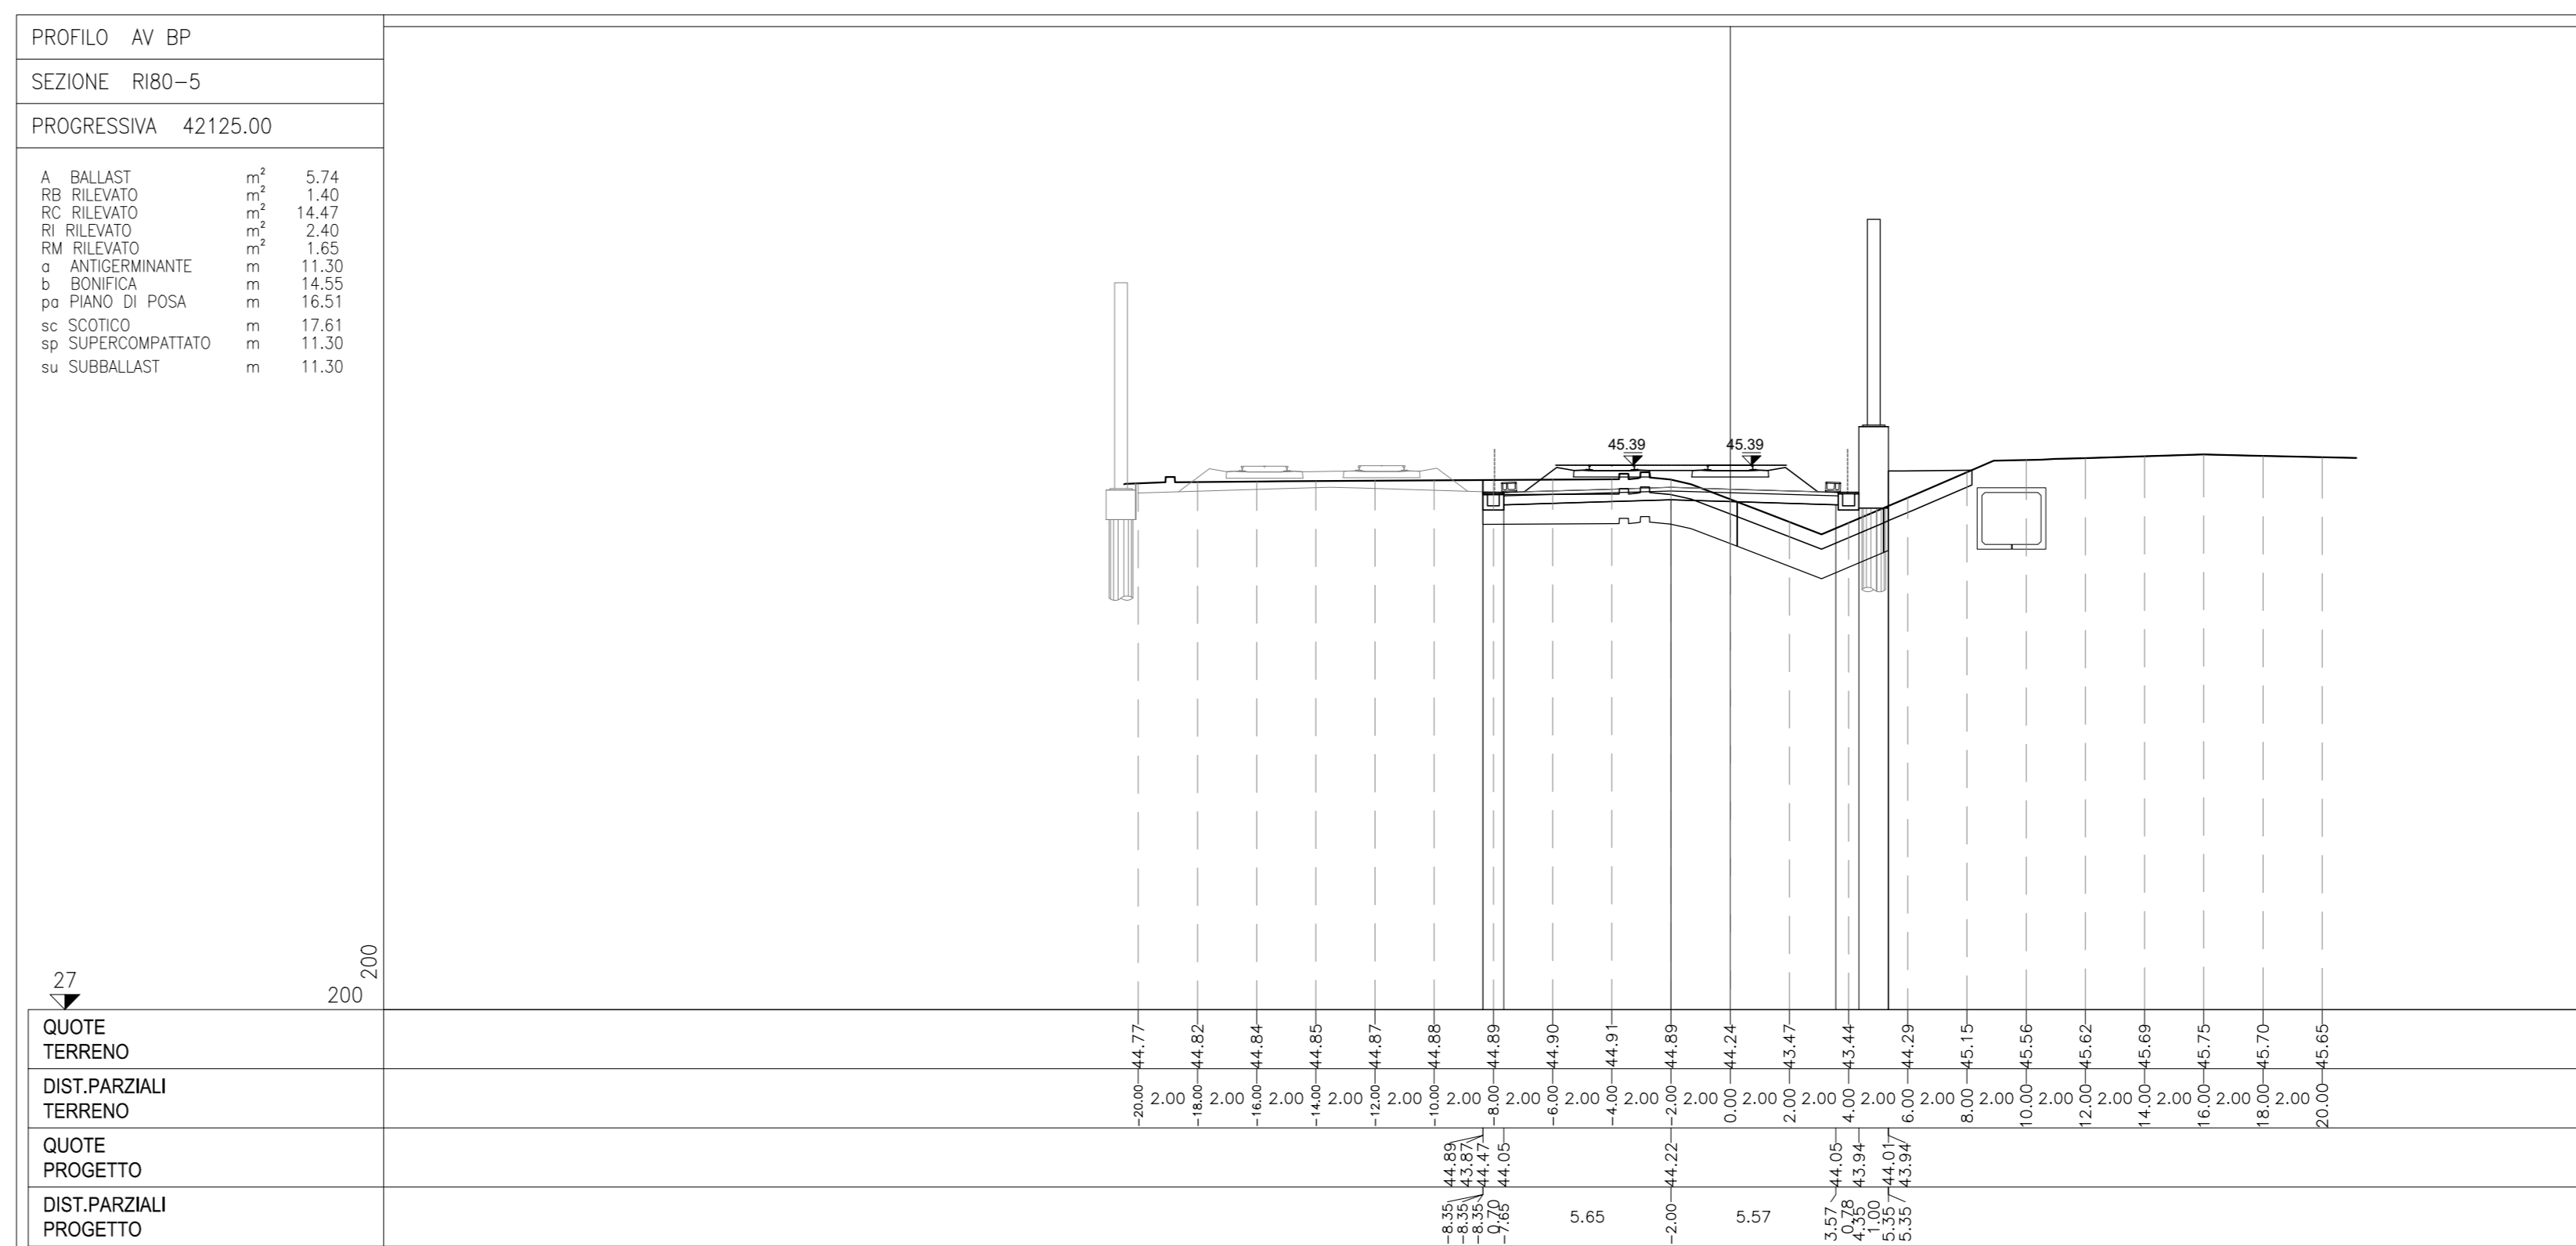 PROFILO AV BP
SEZIONE RI80-5
PROGRESSIVA 42125.00
A BALLAST m² 5.74
RB RILEVATO m² 1.40
RC RILEVATO m² 14.47
RI RILEVATO m² 2.40
RM RILEVATO m² 1.65
a ANTIGERMINANTE m 11.30
b BONIFICA m 14.55
pa PIANO DI POSA m 16.51
sc SCOTICO m 17.61
sp SUPERCOMPATTATO m 11.30
su SUBBALLAST m 11.30
45.39 45.39
27
200
200
QUOTE
TERRENO
44.77 44.82 44.84 44.85 44.87 44.88 44.89 44.90 44.91 44.89 44.24 43.47 43.44 44.29 45.15 45.56 45.62 45.69 45.75 45.70 45.65
DIST.PARZIALI
TERRENO
-20.00 2.00 -18.00 2.00 -16.00 2.00 -14.00 2.00 -12.00 2.00 -10.00 2.00 -8.00 2.00 -6.00 2.00 -4.00 2.00 -2.00 2.00 0.00 2.00 2.00 2.00 4.00 2.00 6.00 2.00 8.00 2.00 10.00 2.00 12.00 2.00 14.00 2.00 16.00 2.00 18.00 2.00 20.00
QUOTE
PROGETTO
44.89 43.87 44.47 44.05 44.22 44.05 43.94 44.01 43.94
DIST.PARZIALI
PROGETTO
-8.35 -8.35 -8.35 0.70 -7.65 5.65 -2.00 5.57 3.57 0.78 4.35 1.00 5.35 5.35